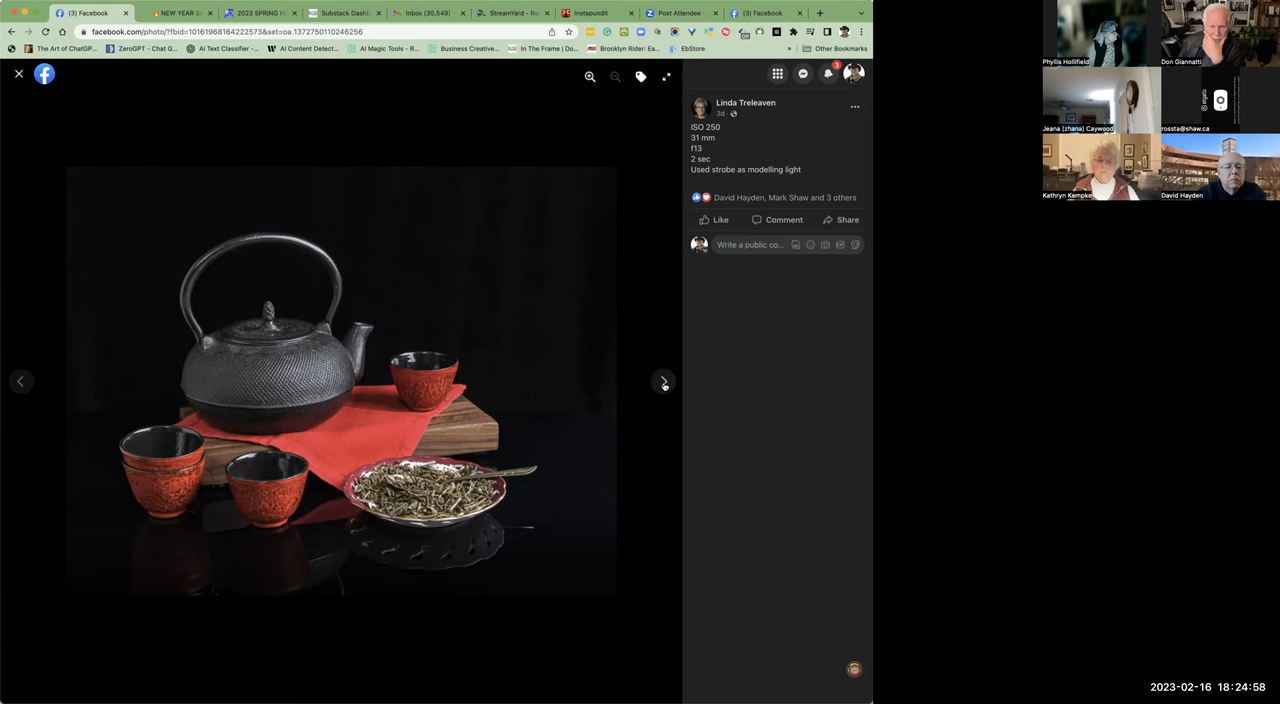 (3) Facebook
NEW YEAR S
2023 SPRING H
Substack Dashb
Inbox (30,549)
StreamYard - Re
Instapundit
Post Attendee -
(3) Facebook
facebook.com/photo/?fbid=10161968164222573&set=oa.1372750110246256
The Art of ChatGP...
ZeroGPT - Chat G...
AI Text Classifier -...
AI Content Detect...
AI Magic Tools - R...
Business Creative...
In The Frame | Do...
Brooklyn Rider: Ea...
EbStore
»
Other Bookmarks
3
Linda Treleaven
3d
ISO 250
31 mm
f13
2 sec
Used strobe as modelling light
David Hayden, Mark Shaw and 3 others
Like
Comment
Share
Write a public co...
Phyllis Hollifield
Don Giannatti
Jeana (zhana) Caywood
elgato
rossta@shaw.ca
Kathryn Kempke
David Hayden
2023-02-16 18:24:58